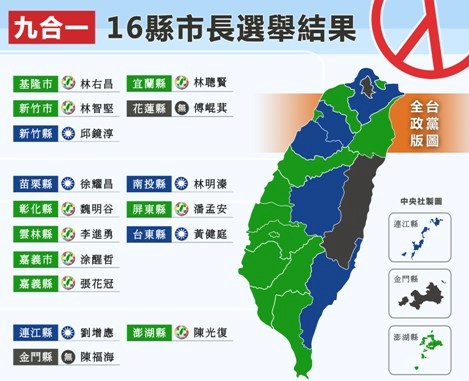 九合一 16縣市長選舉結果
基隆市 林右昌 宜蘭縣 林聰賢
新竹市 林智堅 花蓮縣 無 傅崐萁
新竹縣 邱鏡淳
全台
政黨
版圖
苗栗縣 徐耀昌 南投縣 林明溱
彰化縣 魏明谷 屏東縣 潘孟安
雲林縣 李進勇 台東縣 黃健庭
嘉義市 涂醒哲
嘉義縣 張花冠
連江縣 劉增應 澎湖縣 陳光復
金門縣 無 陳福海
中央社製圖
連江縣
金門縣
澎湖縣